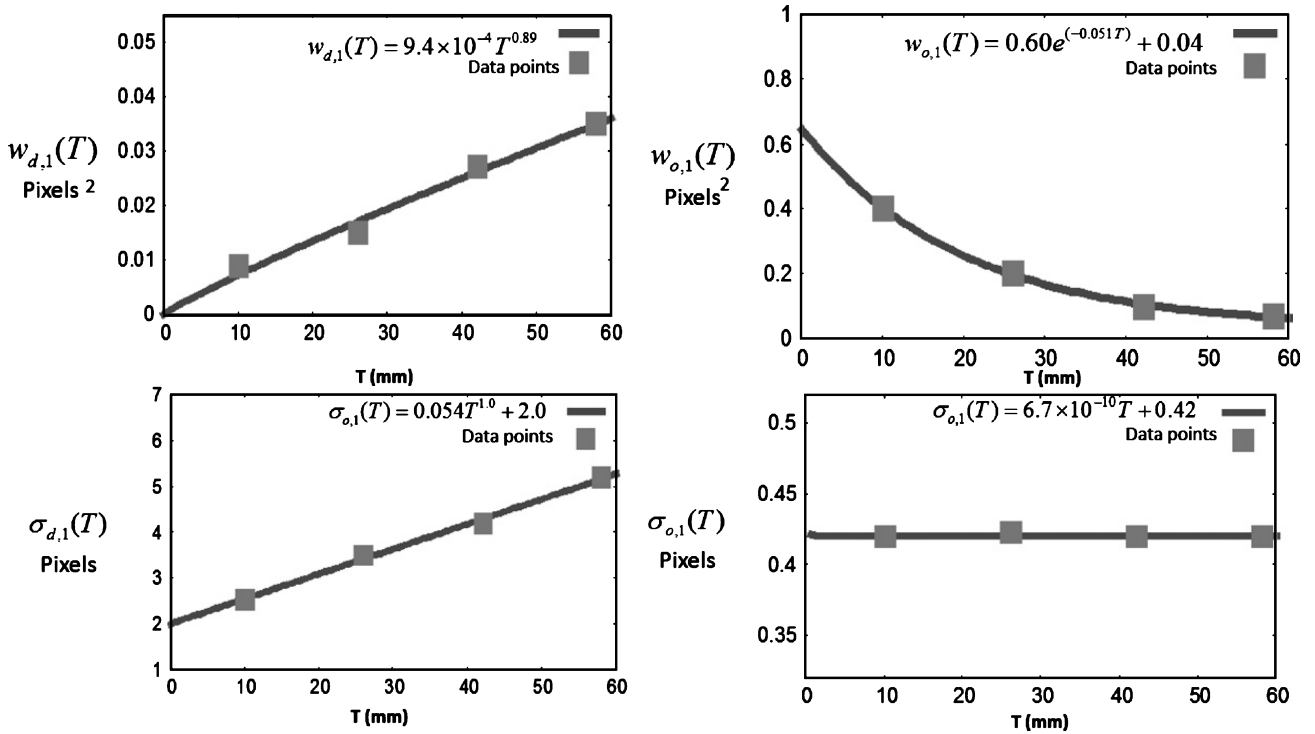 w_{d,1}(T) = 9.4 × 10^{-4} T^{0.89}
Data points
0.05
0.04
0.03
0.02
0.01
0
w_{d,1}(T)
Pixels ²
0 10 20 30 40 50 60
T (mm)
w_{o,1}(T) = 0.60e^{(-0.051T)} + 0.04
Data points
1
0.8
0.6
0.4
0.2
0
w_{o,1}(T)
Pixels²
0 10 20 30 40 50 60
T (mm)
σ_{o,1}(T) = 0.054T^{1.0} + 2.0
Data points
7
6
5
4
3
2
1
σ_{d,1}(T)
Pixels
0 10 20 30 40 50 60
T (mm)
σ_{o,1}(T) = 6.7 × 10^{-10} T + 0.42
Data points
0.5
0.45
0.4
0.35
σ_{o,1}(T)
Pixels
0 10 20 30 40 50 60
T (mm)